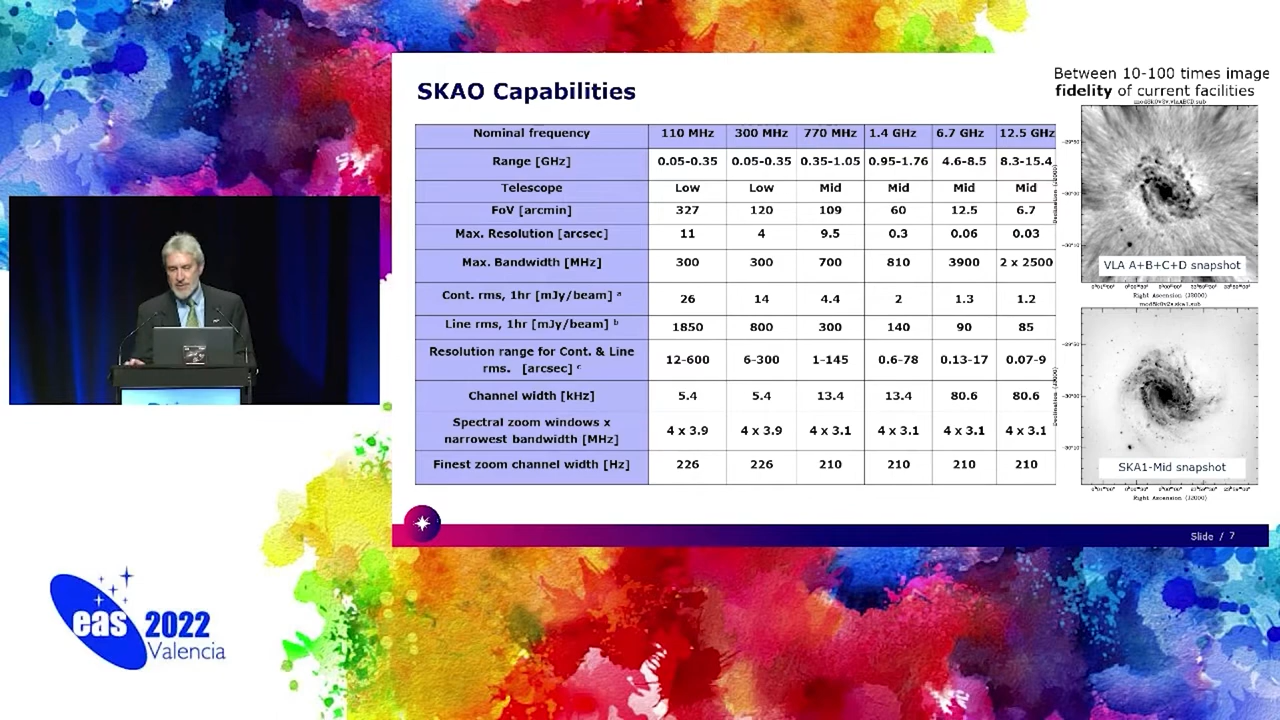 SKAO Capabilities
Between 10-100 times image
fidelity of current facilities
Nominal frequency 110 MHz 300 MHz 770 MHz 1.4 GHz 6.7 GHz 12.5 GHz
Range [GHz] 0.05-0.35 0.05-0.35 0.35-1.05 0.95-1.76 4.6-8.5 8.3-15.4
Telescope Low Low Mid Mid Mid Mid
FoV [arcmin] 327 120 109 60 12.5 6.7
Max. Resolution [arcsec] 11 4 9.5 0.3 0.06 0.03
Max. Bandwidth [MHz] 300 300 700 810 3900 2 x 2500
Cont. rms, 1hr [mJy/beam] a 26 14 4.4 2 1.3 1.2
Line rms, 1hr [mJy/beam] b 1850 800 300 140 90 85
Resolution range for Cont. & Line
rms. [arcsec] c 12-600 6-300 1-145 0.6-78 0.13-17 0.07-9
Channel width [kHz] 5.4 5.4 13.4 13.4 80.6 80.6
Spectral zoom windows x
narrowest bandwidth [MHz] 4 x 3.9 4 x 3.9 4 x 3.1 4 x 3.1 4 x 3.1 4 x 3.1
Finest zoom channel width [Hz] 226 226 210 210 210 210
VLA A+B+C+D snapshot
Right Ascension (J2000)
Declination (J2000)
SKA1-Mid snapshot
Right Ascension (J2000)
Declination (J2000)
Slide / 7
eas 2022
Valencia